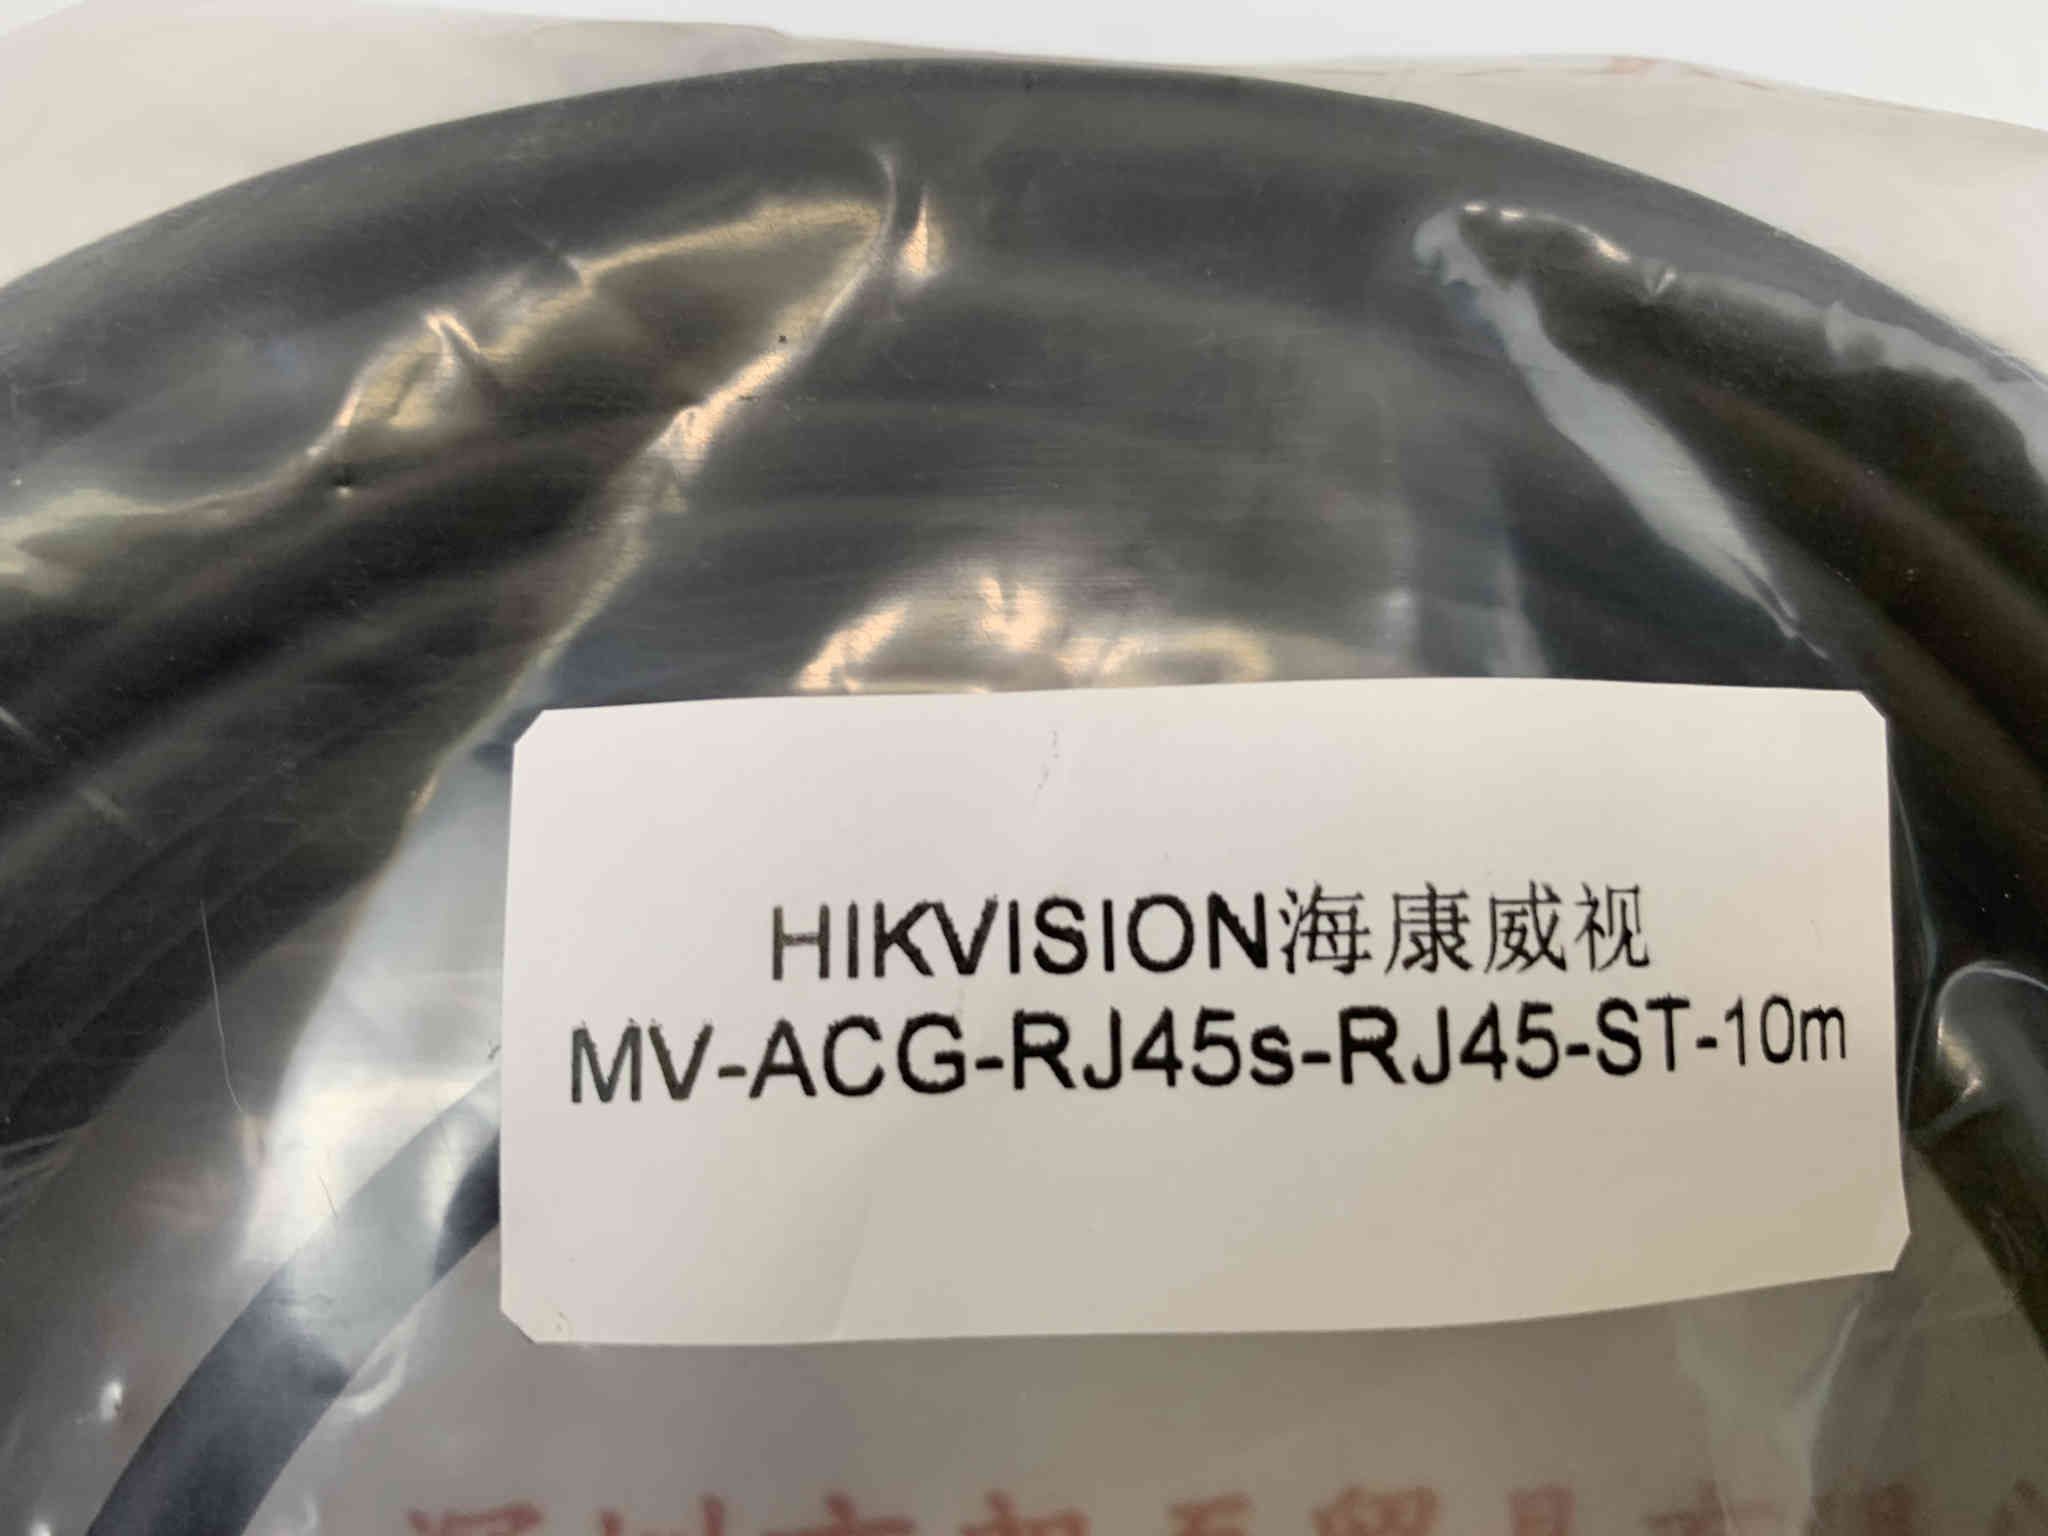 HIKVISION海康威视
MV-ACG-RJ45s-RJ45-ST-10m